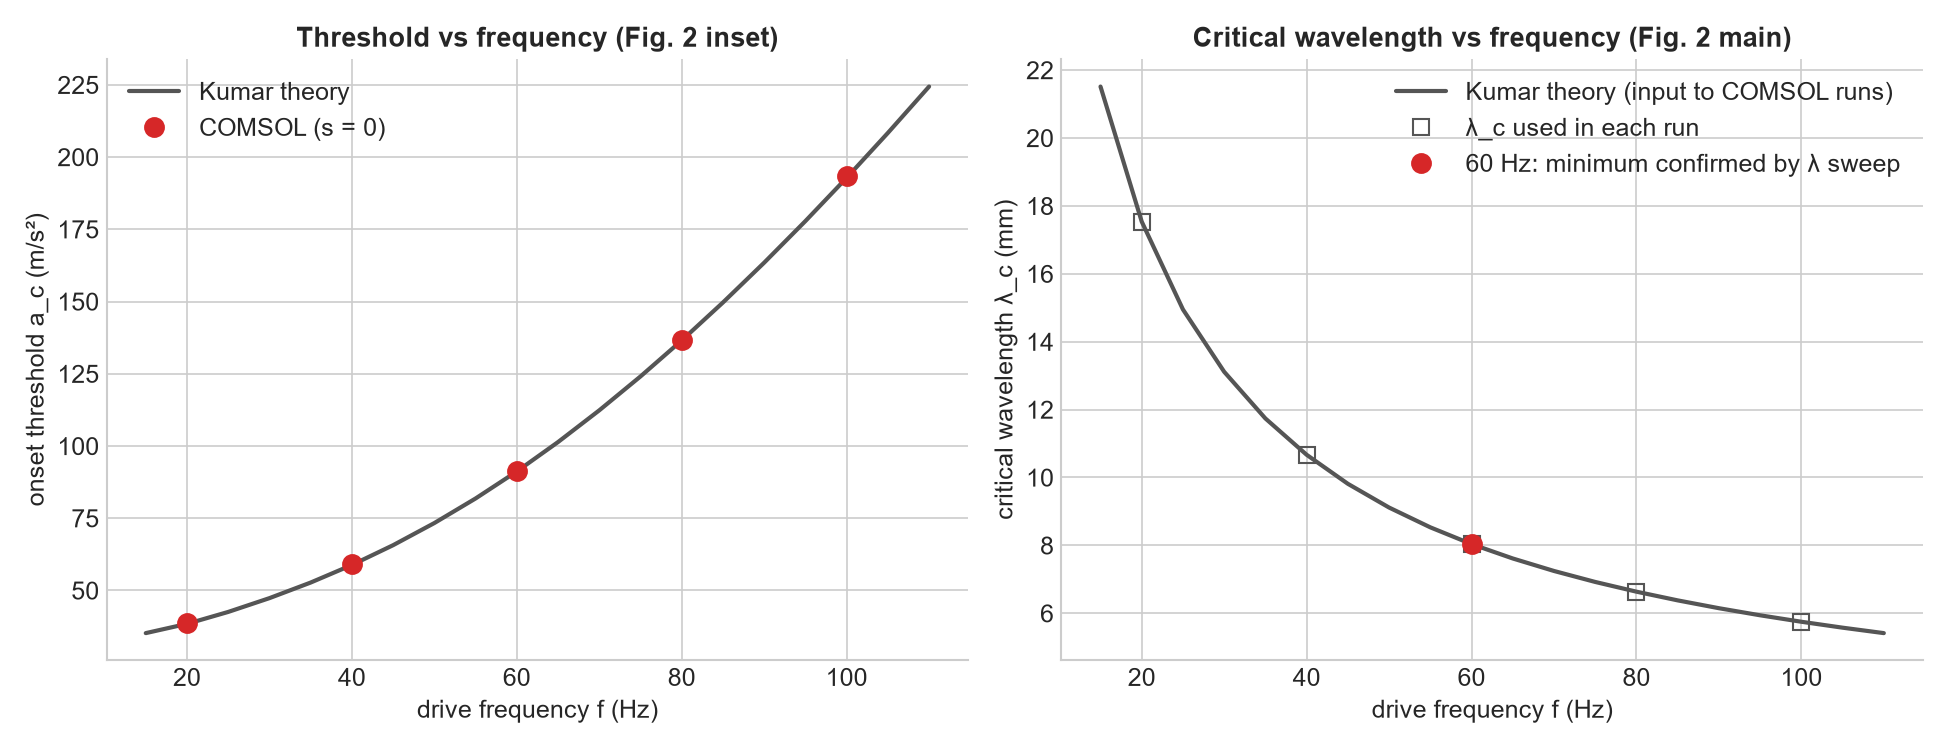 Threshold vs frequency (Fig. 2 inset)
Kumar theory
COMSOL (s = 0)
onset threshold a_c (m/s²)
225
200
175
150
125
100
75
50
20 40 60 80 100
drive frequency f (Hz)
Critical wavelength vs frequency (Fig. 2 main)
Kumar theory (input to COMSOL runs)
λ_c used in each run
60 Hz: minimum confirmed by λ sweep
critical wavelength λ_c (mm)
22
20
18
16
14
12
10
8
6
20 40 60 80 100
drive frequency f (Hz)